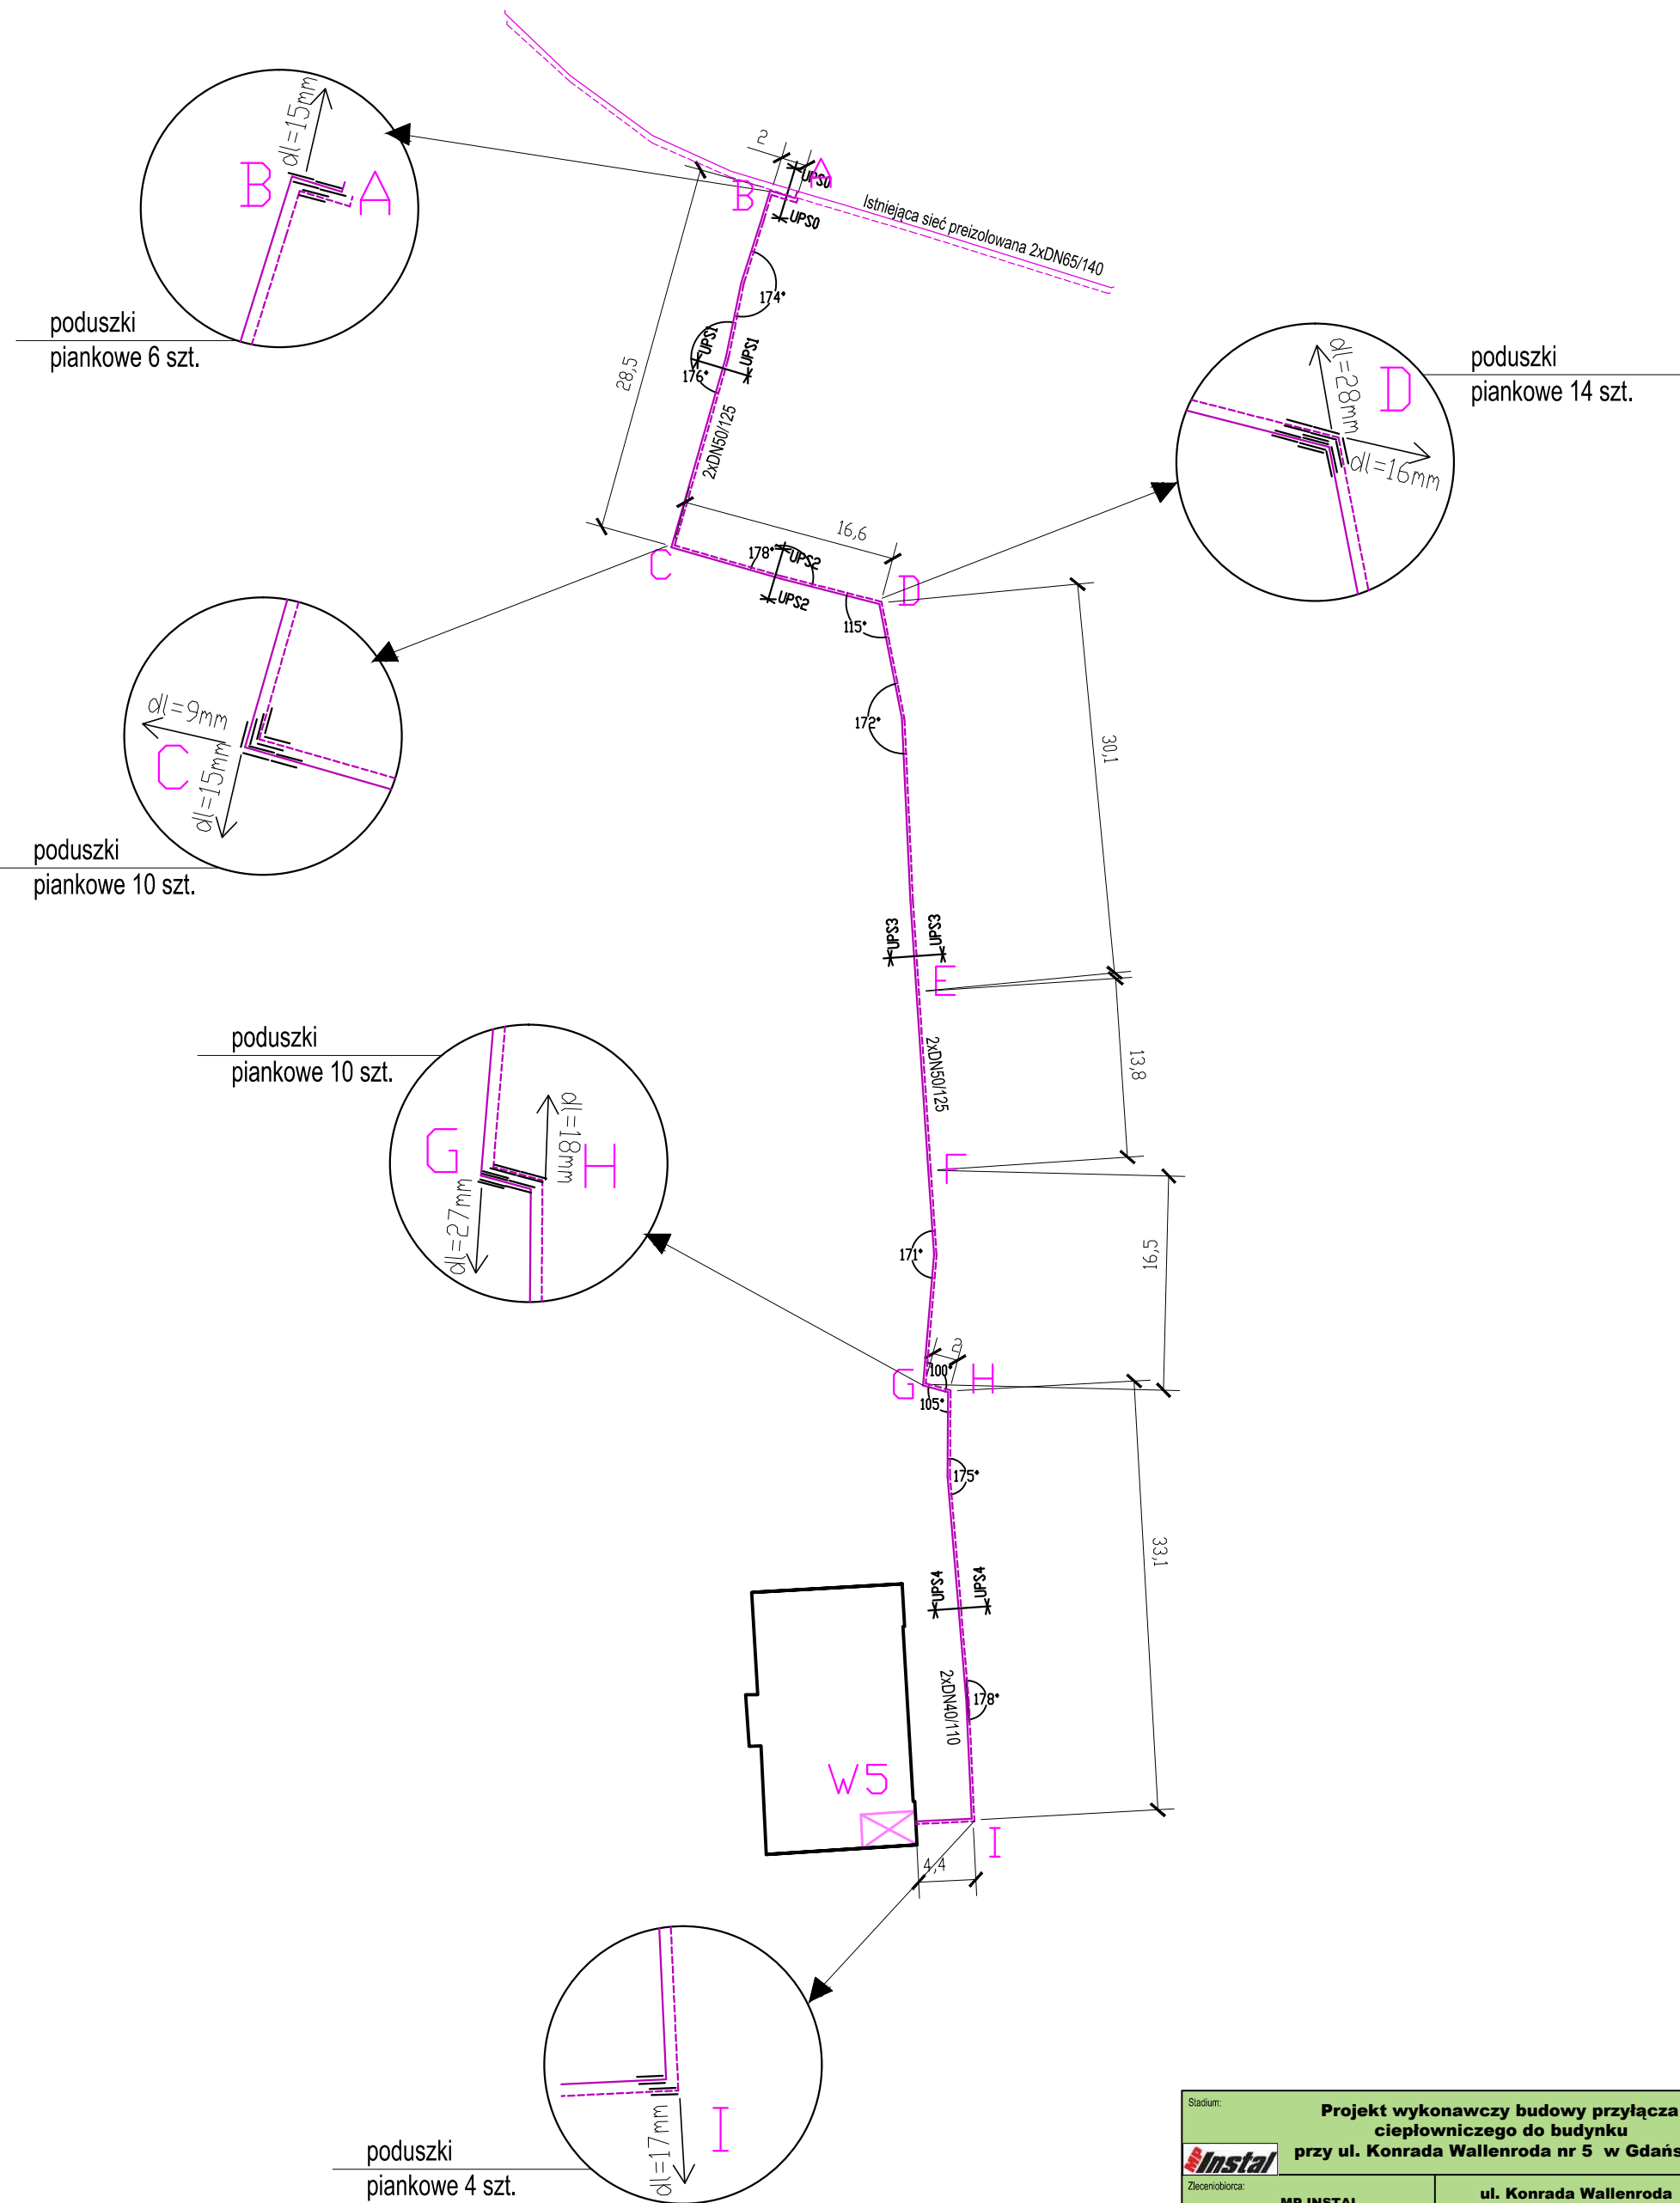 dl=15mm
B
A
poduszki
piankowe 6 szt.
2
A
UPS0
B
UPS0
Istniejąca sieć preizolowana 2xDN65/140
174°
28,5
UPS1
UPS1
176°
2xDN50/125
dl=28mm
D
dl=16mm
poduszki
piankowe 14 szt.
16,6
178°
UPS2
C
UPS2
D
115°
dl=9mm
C
dl=15mm
poduszki
piankowe 10 szt.
172°
30,1
UPS3
UPS3
E
2xDN50/125
13,8
poduszki
piankowe 10 szt.
dl=18mm
G
H
dl=27mm
F
171°
16,5
2
100°
G
H
105°
175°
33,1
UPS4
UPS4
2xDN40/110
178°
W5
I
4,4
dl=17mm
I
poduszki
piankowe 4 szt.
Stadium:
Projekt wykonawczy budowy przyłącza
ciepłowniczego do budynku
przy ul. Konrada Wallenroda nr 5 w Gdańs
MP Instal
Zleceniobiorca:
MP INSTAL
ul. Konrada Wallenroda